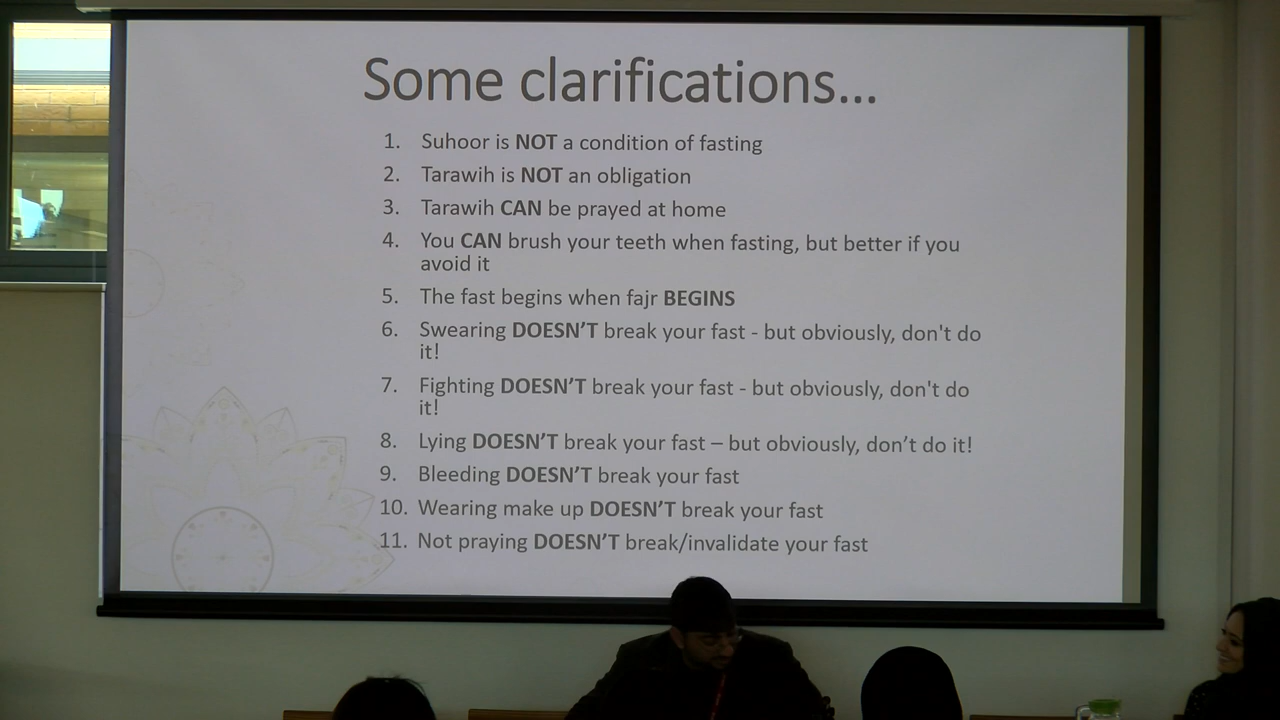 Some clarifications...
1. Suhoor is NOT a condition of fasting
2. Tarawih is NOT an obligation
3. Tarawih CAN be prayed at home
4. You CAN brush your teeth when fasting, but better if you
avoid it
5. The fast begins when fajr BEGINS
6. Swearing DOESN'T break your fast - but obviously, don't do
it!
7. Fighting DOESN'T break your fast - but obviously, don't do
it!
8. Lying DOESN'T break your fast – but obviously, don't do it!
9. Bleeding DOESN'T break your fast
10. Wearing make up DOESN'T break your fast
11. Not praying DOESN'T break/invalidate your fast